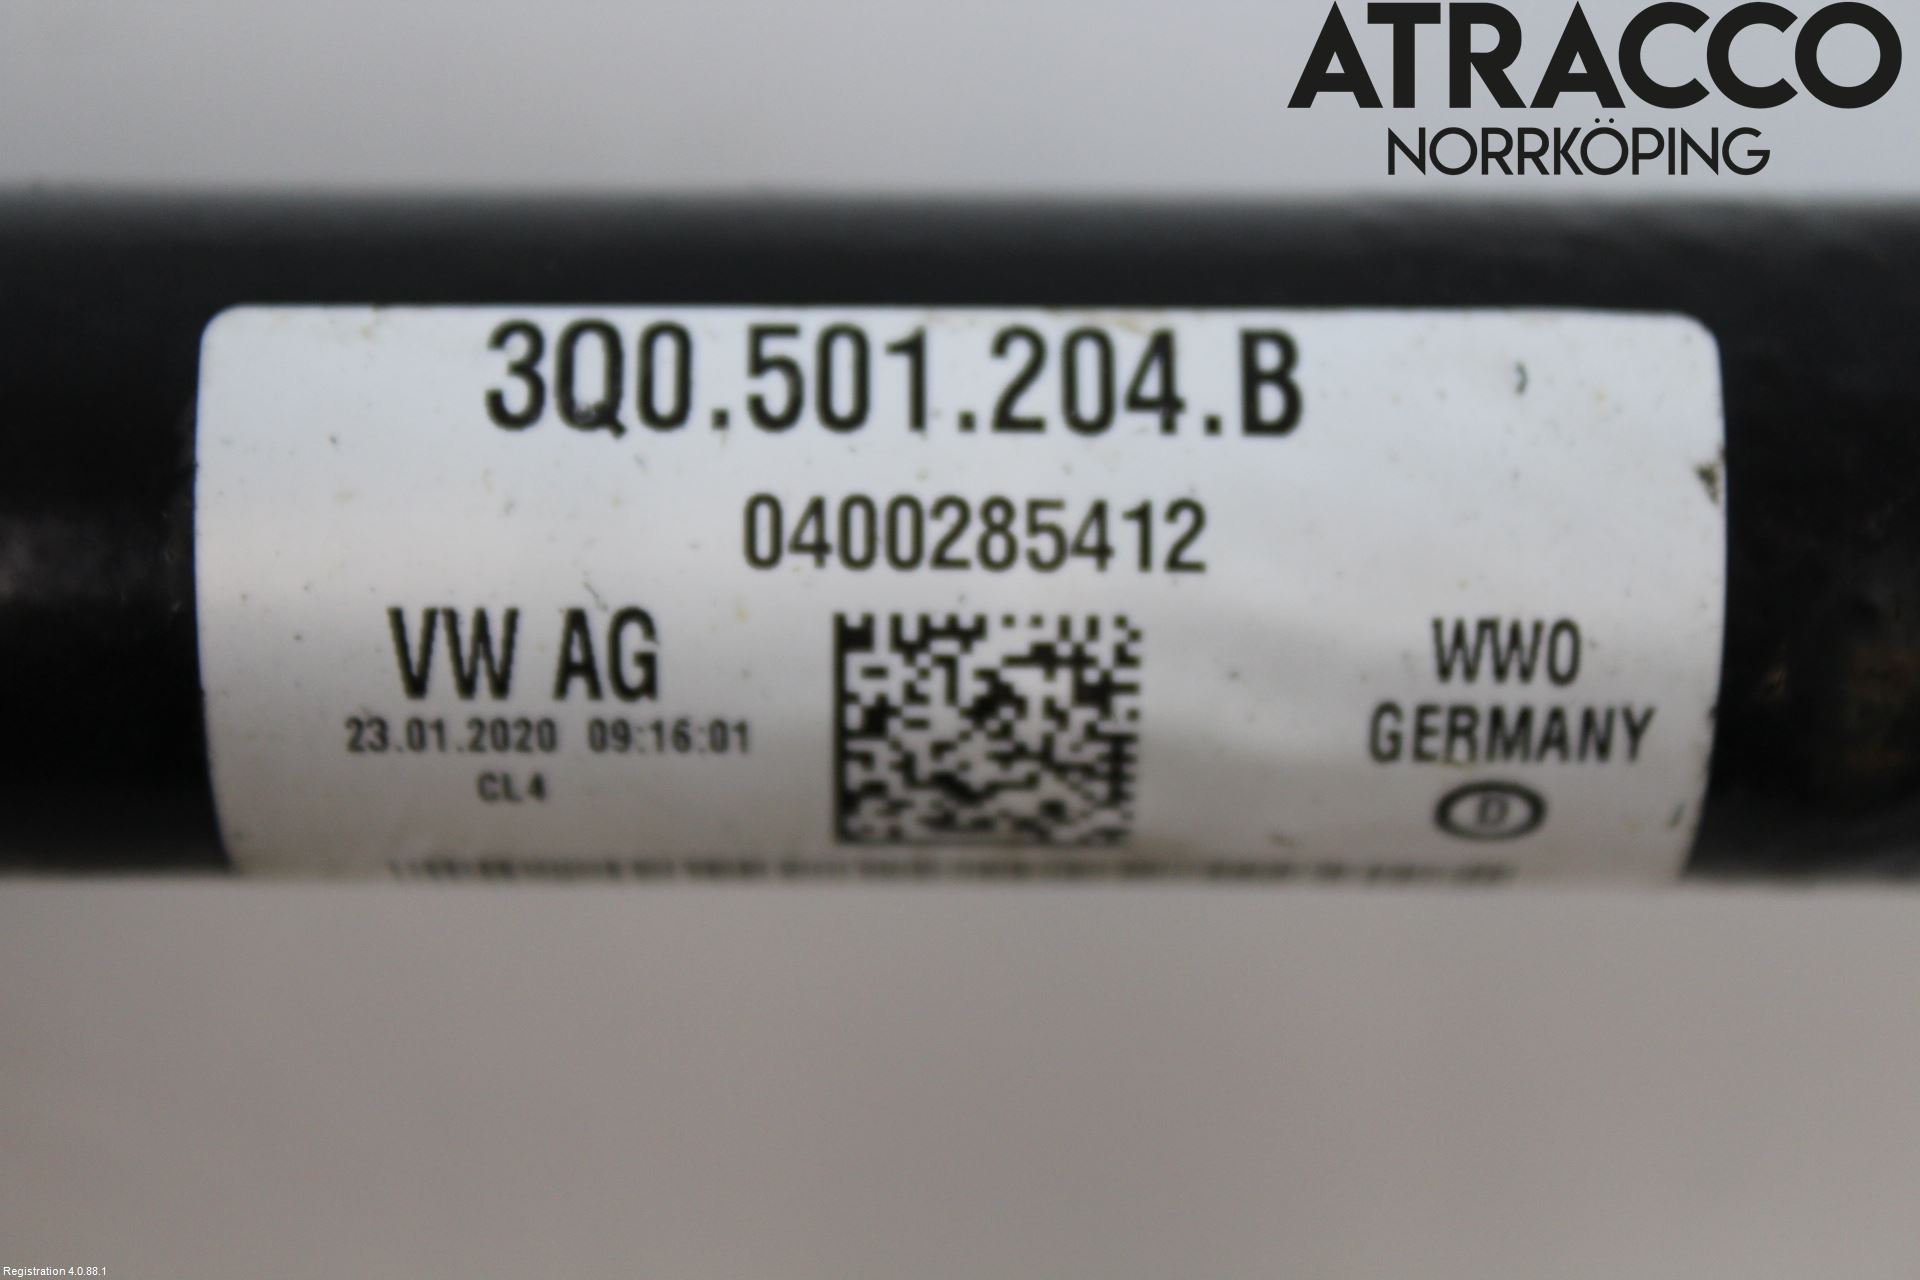 ATRACCO
NORRKÖPING
3Q0.501.204.B
0400285412
VW AG
23.01.2020 09:16:01
CL4
WWO
GERMANY
D
Registration 4.0.88.1